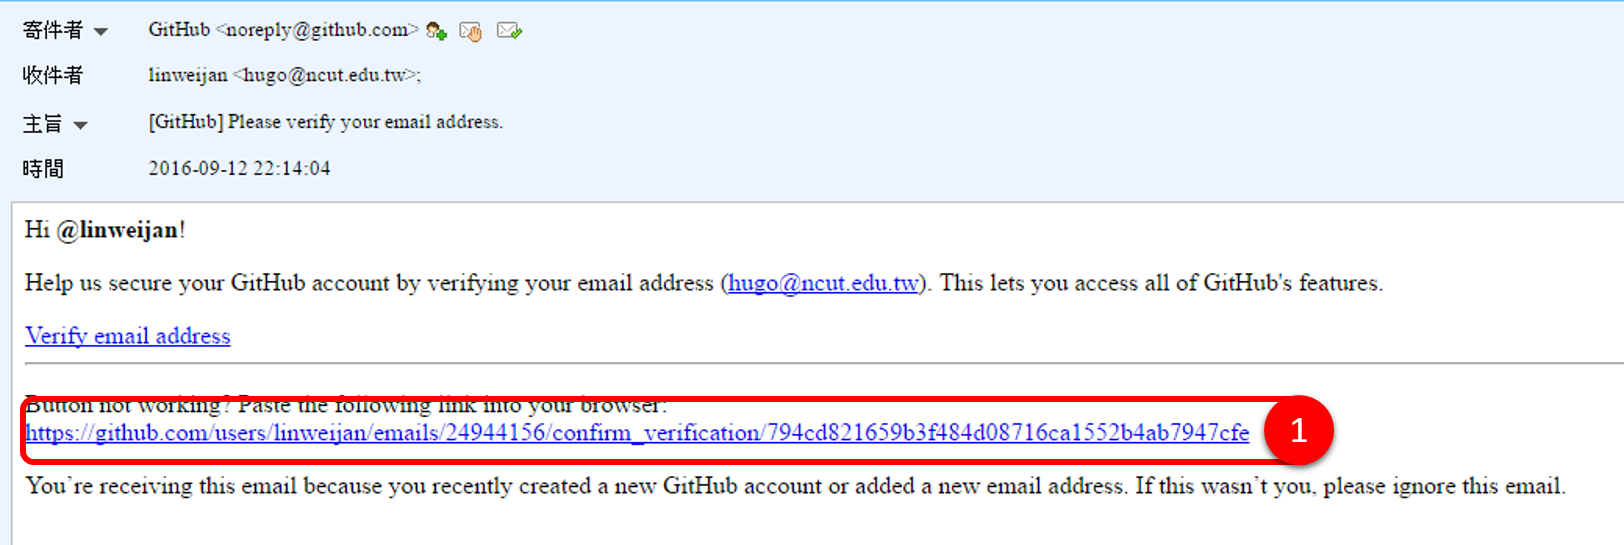 寄件者 GitHub <noreply@github.com>
收件者 linweijan <hugo@ncut.edu.tw>;
主旨 [GitHub] Please verify your email address.
時間 2016-09-12 22:14:04
Hi @linweijan!
Help us secure your GitHub account by verifying your email address (hugo@ncut.edu.tw). This lets you access all of GitHub's features.
Verify email address
Button not working? Paste the following link into your browser:
https://github.com/users/linweijan/emails/24944156/confirm_verification/794cd821659b3f484d08716ca1552b4ab7947cfe
1
You’re receiving this email because you recently created a new GitHub account or added a new email address. If this wasn’t you, please ignore this email.